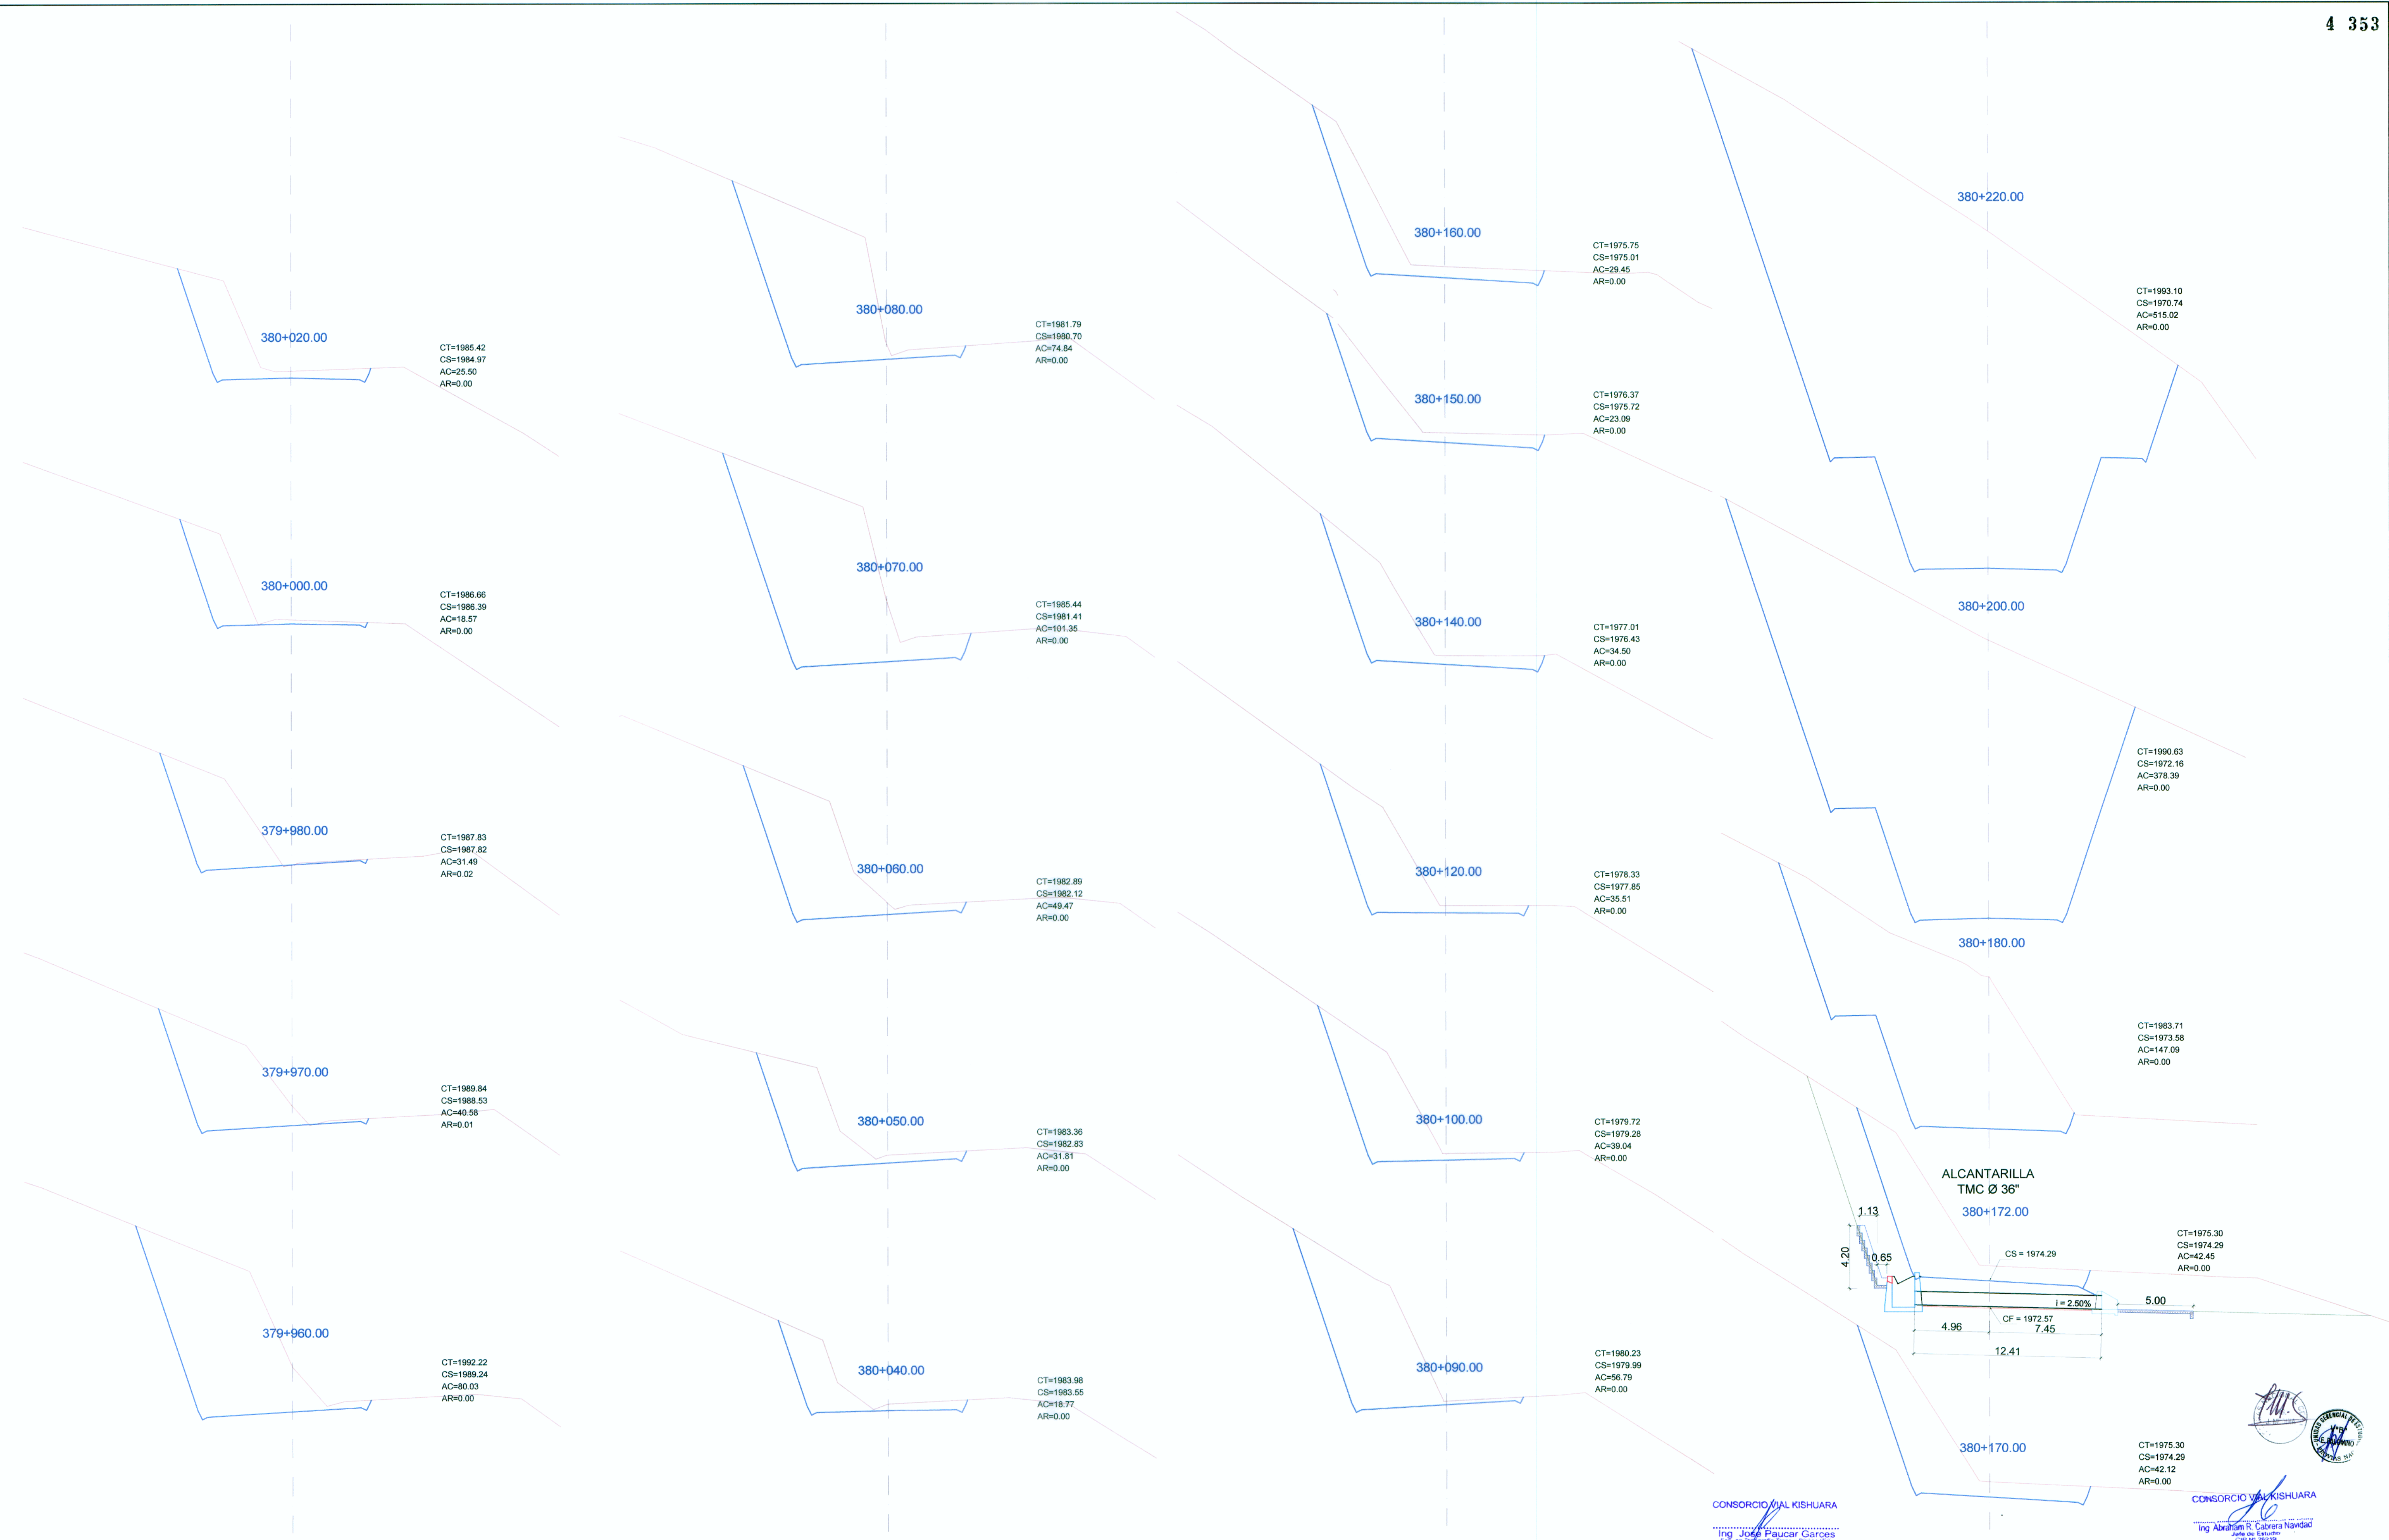 4 353
380+020.00
CT=1985.42
CS=1984.97
AC=25.50
AR=0.00
380+000.00
CT=1986.66
CS=1986.39
AC=18.57
AR=0.00
379+980.00
CT=1987.83
CS=1987.82
AC=31.49
AR=0.02
379+970.00
CT=1989.84
CS=1988.53
AC=40.58
AR=0.01
379+960.00
CT=1992.22
CS=1989.24
AC=80.03
AR=0.00
380+080.00
CT=1981.79
CS=1980.70
AC=74.84
AR=0.00
380+070.00
CT=1985.44
CS=1981.41
AC=101.35
AR=0.00
380+060.00
CT=1982.89
CS=1982.12
AC=49.47
AR=0.00
380+050.00
CT=1983.36
CS=1982.83
AC=31.81
AR=0.00
380+040.00
CT=1983.98
CS=1983.55
AC=18.77
AR=0.00
380+160.00
CT=1975.75
CS=1975.01
AC=29.45
AR=0.00
380+150.00
CT=1976.37
CS=1975.72
AC=23.09
AR=0.00
380+140.00
CT=1977.01
CS=1976.43
AC=34.50
AR=0.00
380+120.00
CT=1978.33
CS=1977.85
AC=35.51
AR=0.00
380+100.00
CT=1979.72
CS=1979.28
AC=39.04
AR=0.00
380+090.00
CT=1980.23
CS=1979.99
AC=56.79
AR=0.00
380+220.00
CT=1993.10
CS=1970.74
AC=515.02
AR=0.00
380+200.00
CT=1990.63
CS=1972.16
AC=378.39
AR=0.00
380+180.00
CT=1983.71
CS=1973.58
AC=147.09
AR=0.00
ALCANTARILLA
TMC Ø 36"
380+172.00
1.13
4.20
0.65
CS = 1974.29
CT=1975.30
CS=1974.29
AC=42.45
AR=0.00
i = 2.50%
5.00
CF = 1972.57
4.96
7.45
12.41
380+170.00
CT=1975.30
CS=1974.29
AC=42.12
AR=0.00
CONSORCIO VIAL KISHUARA
Ing José Paucar Garces
CONSORCIO VIAL KISHUARA
Ing Abraham R. Cabrera Navidad
Jefe de Estudio